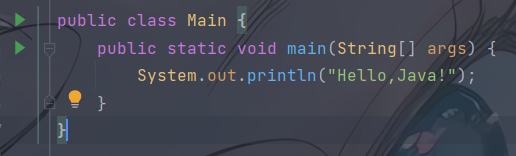 public class Main {
    public static void main(String[] args) {
        System.out.println("Hello,Java!");
    }
}